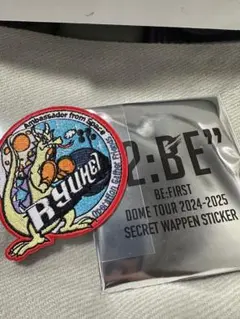 Ambassador from Space
RYUHEI
2:BE"
BE:FIRST
DOME TOUR 2024-2025
SECRET WAPPEN STICKER